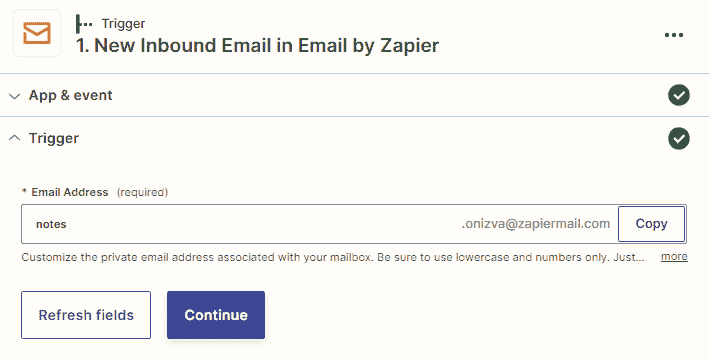 Trigger
1. New Inbound Email in Email by Zapier
App & event
Trigger
* Email Address (required)
notes .onizva@zapiermail.com Copy
Customize the private email address associated with your mailbox. Be sure to use lowercase and numbers only. Just... more
Refresh fields Continue